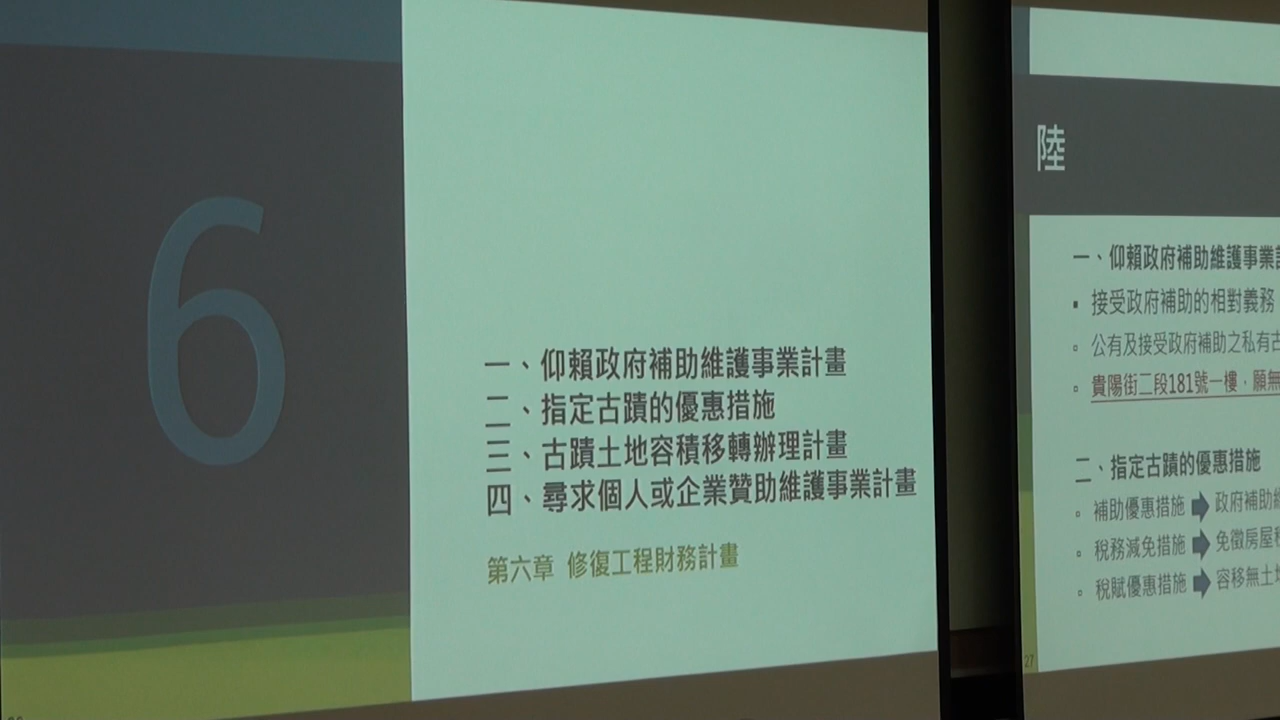 6
一、仰賴政府補助維護事業計畫
二、指定古蹟的優惠措施
三、古蹟土地容積移轉辦理計畫
四、尋求個人或企業贊助維護事業計畫
第六章 修復工程財務計畫
陸
一、仰賴政府補助維護事業
▪ 接受政府補助的相對義務
▫ 公有及接受政府補助之私有古
▫ 貴陽街二段181號一樓，願無
二、指定古蹟的優惠措施
▫ 補助優惠措施 ➡ 政府補助
▫ 稅務減免措施 ➡ 免徵房屋
▫ 稅賦優惠措施 ➡ 容移無土地
27